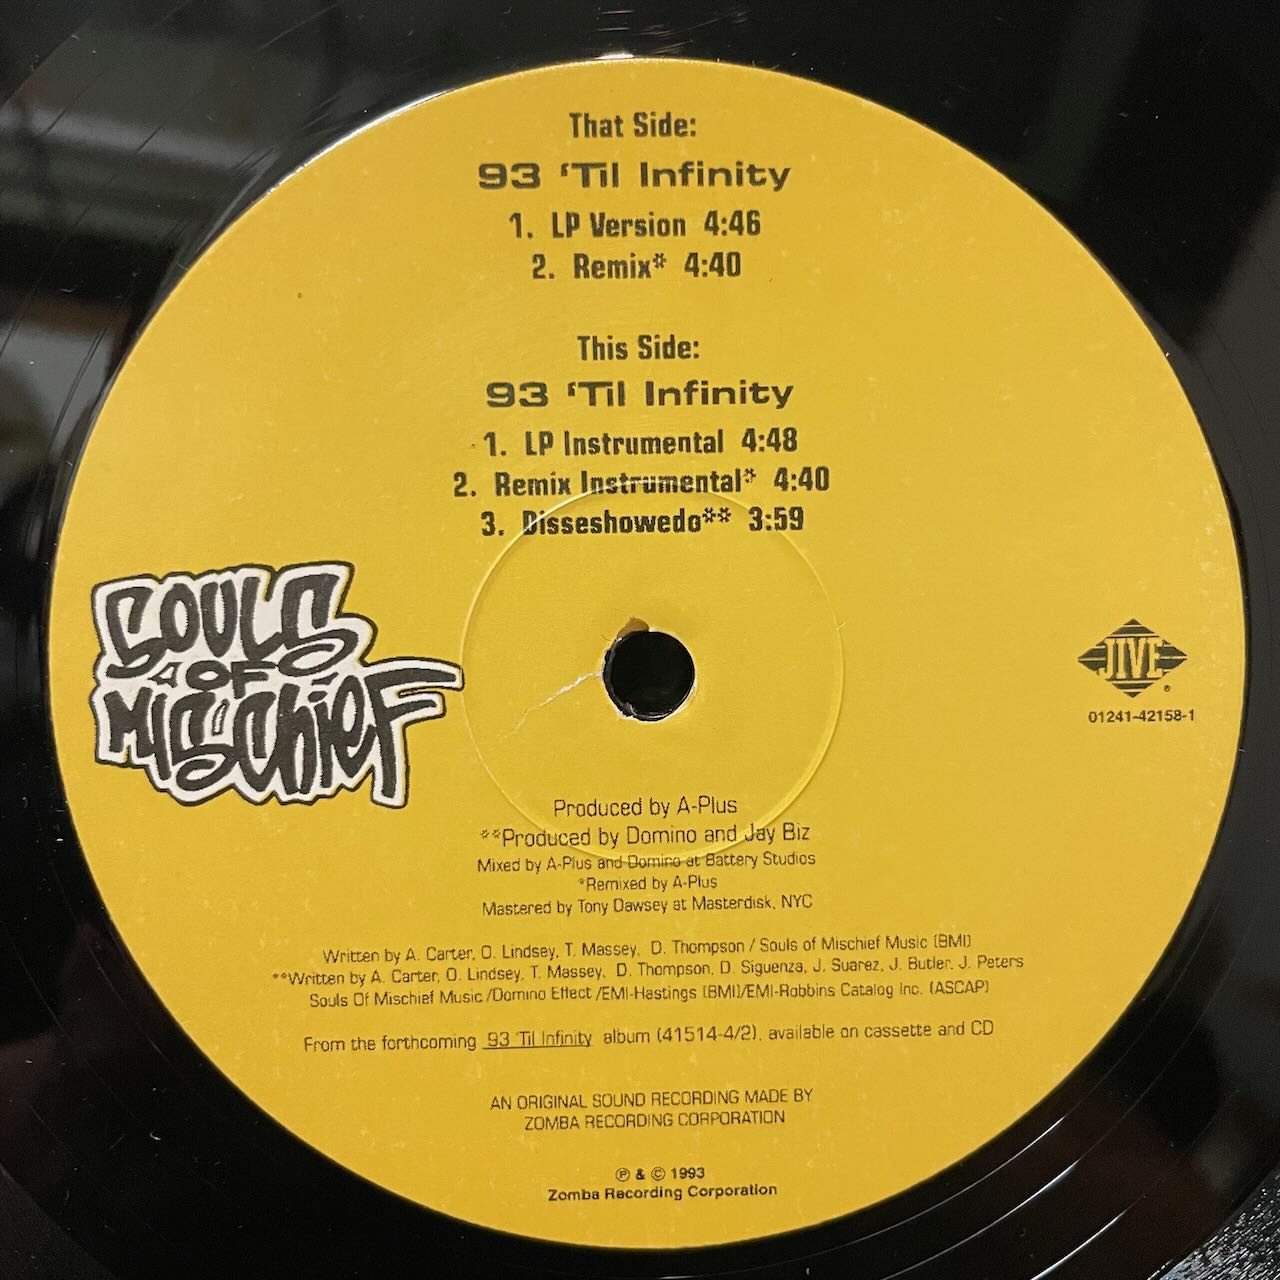 That Side:
93 ‘Til Infinity
1. LP Version 4:46
2. Remix* 4:40
This Side:
93 ‘Til Infinity
1. LP Instrumental 4:48
2. Remix Instrumental* 4:40
3. Disseshowedo** 3:59
SOULS
OF
MISCHIEF
JIVE
®
01241-42158-1
Produced by A-Plus
**Produced by Domino and Jay Biz
Mixed by A-Plus and Domino at Battery Studios
*Remixed by A-Plus
Mastered by Tony Dawsey at Masterdisk, NYC
Written by A. Carter, O. Lindsey, T. Massey, D. Thompson / Souls of Mischief Music (BMI)
**Written by A. Carter, O. Lindsey, T. Massey, D. Thompson, D. Siguenza, J. Suarez, J. Butler, J. Peters
Souls Of Mischief Music /Domino Effect /EMI-Hastings (BMI)/EMI-Robbins Catalog Inc. (ASCAP)
From the forthcoming 93 ‘Til Infinity album (41514-4/2), available on cassette and CD
AN ORIGINAL SOUND RECORDING MADE BY
ZOMBA RECORDING CORPORATION
℗ & © 1993
Zomba Recording Corporation